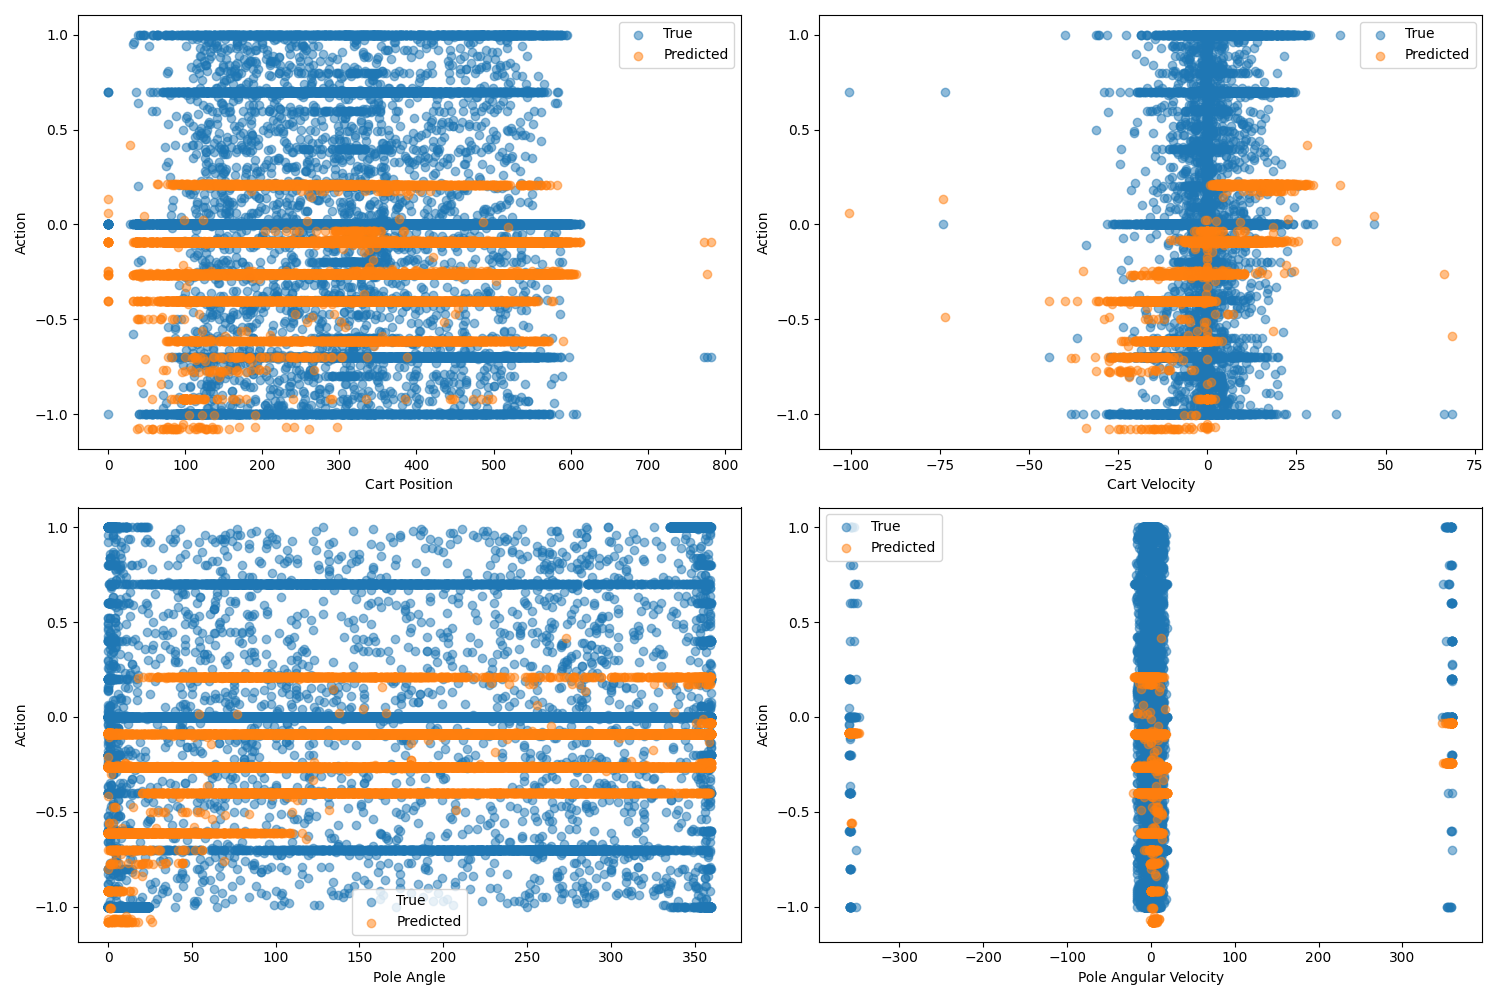 1.0
0.5
0.0
−0.5
−1.0
Action
0 100 200 300 400 500 600 700 800
Cart Position
True
Predicted
1.0
0.5
0.0
−0.5
−1.0
Action
−100 −75 −50 −25 0 25 50 75
Cart Velocity
True
Predicted
1.0
0.5
0.0
−0.5
−1.0
Action
0 50 100 150 200 250 300 350
Pole Angle
True
Predicted
1.0
0.5
0.0
−0.5
−1.0
Action
−300 −200 −100 0 100 200 300
Pole Angular Velocity
True
Predicted